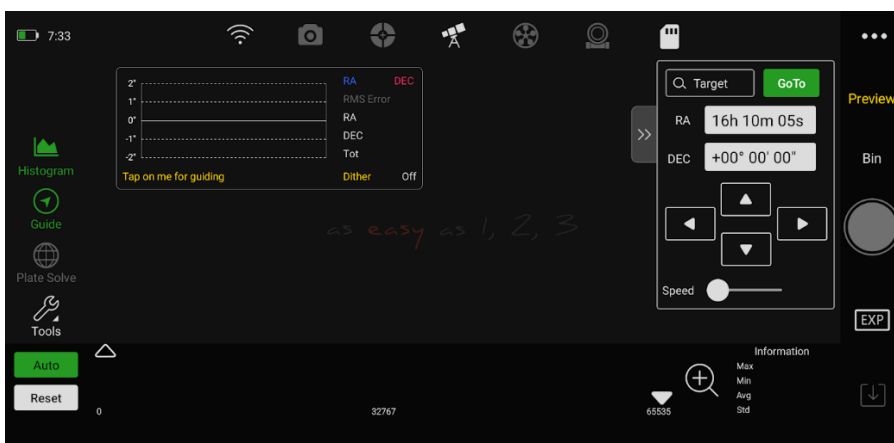 7:33
2"
1"
0"
-1"
-2"
RA DEC
RMS Error
RA
DEC
Tot
Tap on me for guiding Dither Off
Histogram
Guide
Plate Solve
Tools
as easy as 1, 2, 3
Target GoTo
RA 16h 10m 05s
DEC +00° 00' 00"
Speed
Preview
Bin
EXP
Auto
Reset
0 32767 65535
Information
Max
Min
Avg
Std